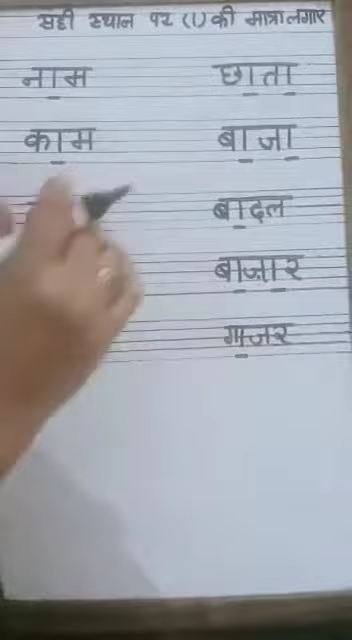 सही स्थान पर (ा) की मात्रा लगाए
नाम छाता
काम बाजा
बादल
बाजार
गाजर